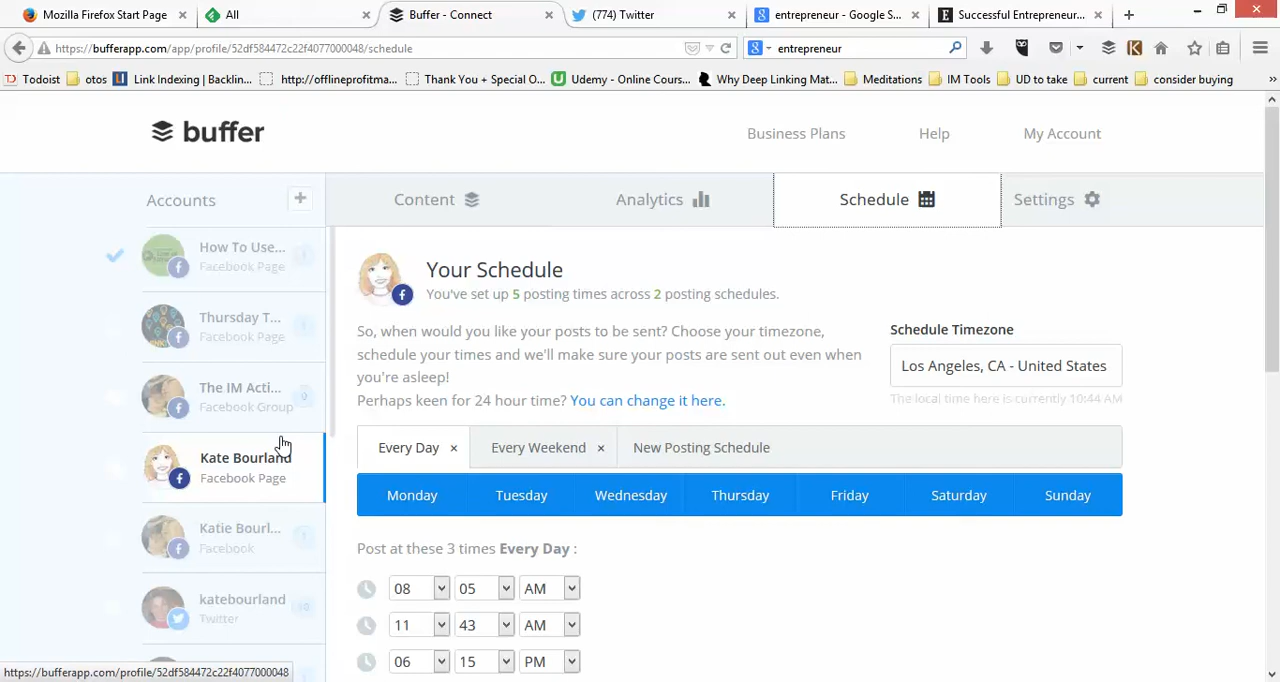 Mozilla Firefox Start Page
All
Buffer - Connect
(774) Twitter
entrepreneur - Google S...
Successful Entrepreneur...
https://bufferapp.com/app/profile/52df584472c22f4077000048/schedule
entrepreneur
Todoist
otos
Link Indexing | Backlin...
http://offlineprofitma...
Thank You + Special O...
Udemy - Online Cours...
Why Deep Linking Mat...
Meditations
IM Tools
UD to take
current
consider buying
buffer
Business Plans
Help
My Account
Accounts
Content
Analytics
Schedule
Settings
How To Use...
Facebook Page
Thursday T...
Facebook Page
The IM Acti...
Facebook Group
Kate Bourland
Facebook Page
Katie Bourl...
Facebook
katebourland
Twitter
Your Schedule
You've set up 5 posting times across 2 posting schedules.
So, when would you like your posts to be sent? Choose your timezone,
schedule your times and we'll make sure your posts are sent out even when
you're asleep!
Perhaps keen for 24 hour time? You can change it here.
Schedule Timezone
Los Angeles, CA - United States
The local time here is currently 10:44 AM
Every Day ×
Every Weekend ×
New Posting Schedule
Monday
Tuesday
Wednesday
Thursday
Friday
Saturday
Sunday
Post at these 3 times Every Day :
08 05 AM
11 43 AM
06 15 PM
https://bufferapp.com/profile/52df584472c22f4077000048